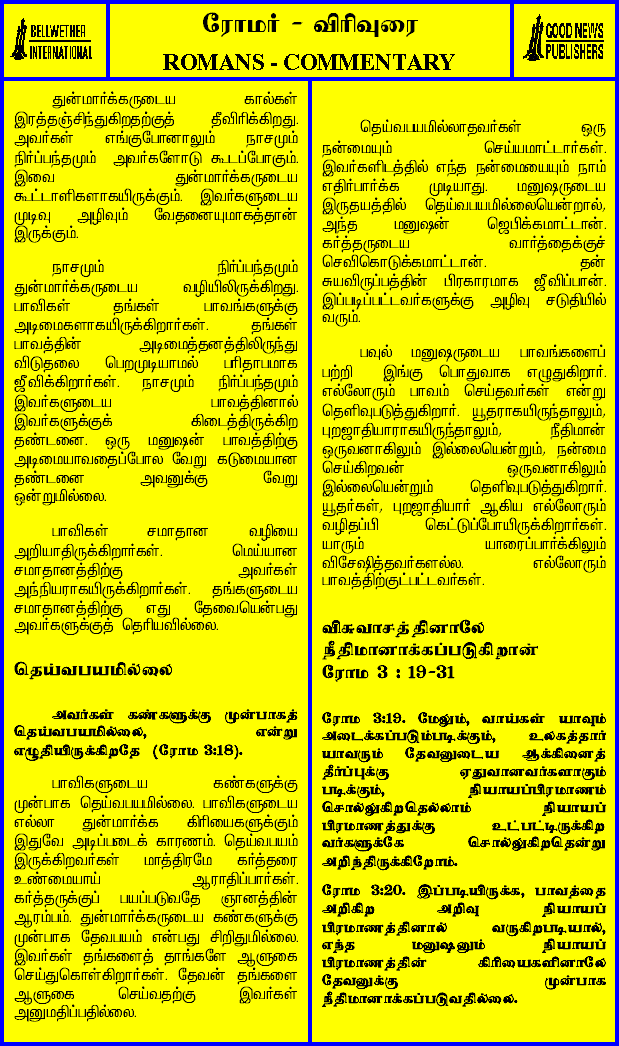 BELLWETHER
INTERNATIONAL
ரோமர் - விரிவுரை
ROMANS - COMMENTARY
GOOD NEWS
PUBLISHERS
துன்மார்க்கருடைய கால்கள்
இரத்தஞ்சிந்துகிறதற்குத் தீவிரிக்கிறது.
அவர்கள் எங்குபோனாலும் நாசமும்
நிர்ப்பந்தமும் அவர்களோடு கூடப்போகும்.
இவை துன்மார்க்கருடைய
கூட்டாளிகளாகயிருக்கும். இவர்களுடைய
முடிவு அழிவும் வேதனையுமாகத்தான்
இருக்கும்.
நாசமும் நிர்ப்பந்தமும்
துன்மார்க்கருடைய வழியிலிருக்கிறது.
பாவிகள் தங்கள் பாவங்களுக்கு
அடிமைகளாகயிருக்கிறார்கள். தங்கள்
பாவத்தின் அடிமைத்தனத்திலிருந்து
விடுதலை பெறமுடியாமல் பரிதாபமாக
ஜீவிக்கிறார்கள். நாசமும் நிர்ப்பந்தமும்
இவர்களுடைய பாவத்தினால்
இவர்களுக்குக் கிடைத்திருக்கிற
தண்டனை. ஒரு மனுஷன் பாவத்திற்கு
அடிமையாவதைப்போல வேறு கடுமையான
தண்டனை அவனுக்கு வேறு
ஒன்றுமில்லை.
பாவிகள் சமாதான வழியை
அறியாதிருக்கிறார்கள். மெய்யான
சமாதானத்திற்கு அவர்கள்
அந்நியராகயிருக்கிறார்கள். தங்களுடைய
சமாதானத்திற்கு எது தேவையென்பது
அவர்களுக்குத் தெரியவில்லை.
தெய்வபயமில்லை
அவர்கள் கண்களுக்கு முன்பாகத்
தெய்வபயமில்லை, என்று
எழுதியிருக்கிறதே (ரோம 3:18).
பாவிகளுடைய கண்களுக்கு
முன்பாக தெய்வபயமில்லை. பாவிகளுடைய
எல்லா துன்மார்க்க கிரியைகளுக்கும்
இதுவே அடிப்படைக் காரணம். தெய்வபயம்
இருக்கிறவர்கள் மாத்திரமே கர்த்தரை
உண்மையாய் ஆராதிப்பார்கள்.
கர்த்தருக்குப் பயப்படுவதே ஞானத்தின்
ஆரம்பம். துன்மார்க்கருடைய கண்களுக்கு
முன்பாக தேவபயம் என்பது சிறிதுமில்லை.
இவர்கள் தங்களைத் தாங்களே ஆளுகை
செய்துகொள்கிறார்கள். தேவன் தங்களை
ஆளுகை செய்வதற்கு இவர்கள்
அனுமதிப்பதில்லை.
தெய்வபயமில்லாதவர்கள் ஒரு
நன்மையும் செய்யமாட்டார்கள்.
இவர்களிடத்தில் எந்த நன்மையையும் நாம்
எதிர்பார்க்க முடியாது. மனுஷருடைய
இருதயத்தில் தெய்வபயமில்லையென்றால்,
அந்த மனுஷன் ஜெபிக்கமாட்டான்.
கர்த்தருடைய வார்த்தைக்குச்
செவிகொடுக்கமாட்டான். தன்
சுயவிருப்பத்தின் பிரகாரமாக ஜீவிப்பான்.
இப்படிப்பட்டவர்களுக்கு அழிவு சடுதியில்
வரும்.
பவுல் மனுஷருடைய பாவங்களைப்
பற்றி இங்கு பொதுவாக எழுதுகிறார்.
எல்லோரும் பாவம் செய்தவர்கள் என்று
தெளிவுபடுத்துகிறார். யூதராகயிருந்தாலும்,
புறஜாதியாராகயிருந்தாலும், நீதிமான்
ஒருவனாகிலும் இல்லையென்றும், நன்மை
செய்கிறவன் ஒருவனாகிலும்
இல்லையென்றும் தெளிவுபடுத்துகிறார்.
யூதர்கள், புறஜாதியார் ஆகிய எல்லோரும்
வழிதப்பி கெட்டுப்போயிருக்கிறார்கள்.
யாரும் யாரைப்பார்க்கிலும்
விசேஷித்தவர்களல்ல. எல்லோரும்
பாவத்திற்குட்பட்டவர்கள்.
விசுவாசத்தினாலே
நீதிமானாக்கப்படுகிறான்
ரோம 3 : 19-31
ரோம 3:19. மேலும், வாய்கள் யாவும்
அடைக்கப்படும்படிக்கும், உலகத்தார்
யாவரும் தேவனுடைய ஆக்கினைத்
தீர்ப்புக்கு ஏதுவானவர்களாகும்
படிக்கும், நியாயப்பிரமாணம்
சொல்லுகிறதெல்லாம் நியாயப்
பிரமாணத்துக்கு உட்பட்டிருக்கிற
வர்களுக்கே சொல்லுகிறதென்று
அறிந்திருக்கிறோம்.
ரோம 3:20. இப்படியிருக்க, பாவத்தை
அறிகிற அறிவு நியாயப்
பிரமாணத்தினால் வருகிறபடியால்,
எந்த மனுஷனும் நியாயப்
பிரமாணத்தின் கிரியைகளினாலே
தேவனுக்கு முன்பாக
நீதிமானாக்கப்படுவதில்லை.